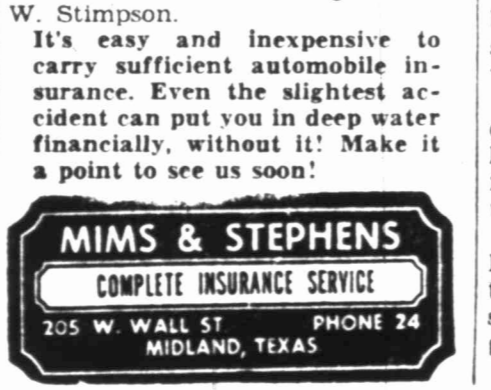 W. Stimpson.
It's easy and inexpensive to
carry sufficient automobile in-
surance. Even the slightest ac-
cident can put you in deep water
financially, without it! Make it
a point to see us soon!
MIMS & STEPHENS
COMPLETE INSURANCE SERVICE
205 W. WALL ST. PHONE 24
MIDLAND, TEXAS